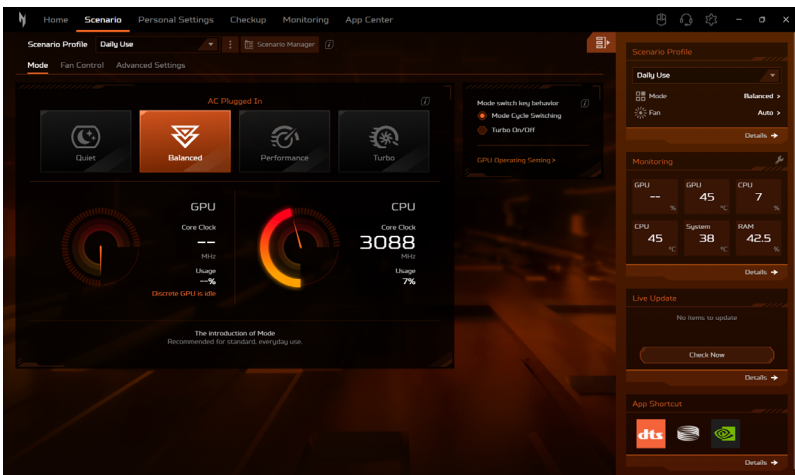 Home Scenario Personal Settings Checkup Monitoring App Center
Scenario Profile Daily Use Scenario Manager
Mode Fan Control Advanced Settings
AC Plugged In
Quiet Balanced Performance Turbo
GPU
Core Clock
--
MHz
Usage
--%
Discrete GPU is idle
CPU
Core Clock
3088
MHz
Usage
7%
The introduction of Mode
Recommended for standard, everyday use.
Mode switch key behavior
Mode Cycle Switching
Turbo On/Off
GPU Operating Setting >
Scenario Profile
Daily Use
Mode Balanced >
Fan Auto >
Details →
Monitoring
GPU GPU CPU
-- 45 7
% °C %
CPU System RAM
45 38 42.5
°C °C %
Details →
Live Update
No items to update
Check Now
Details →
App Shortcut
dts
Details →